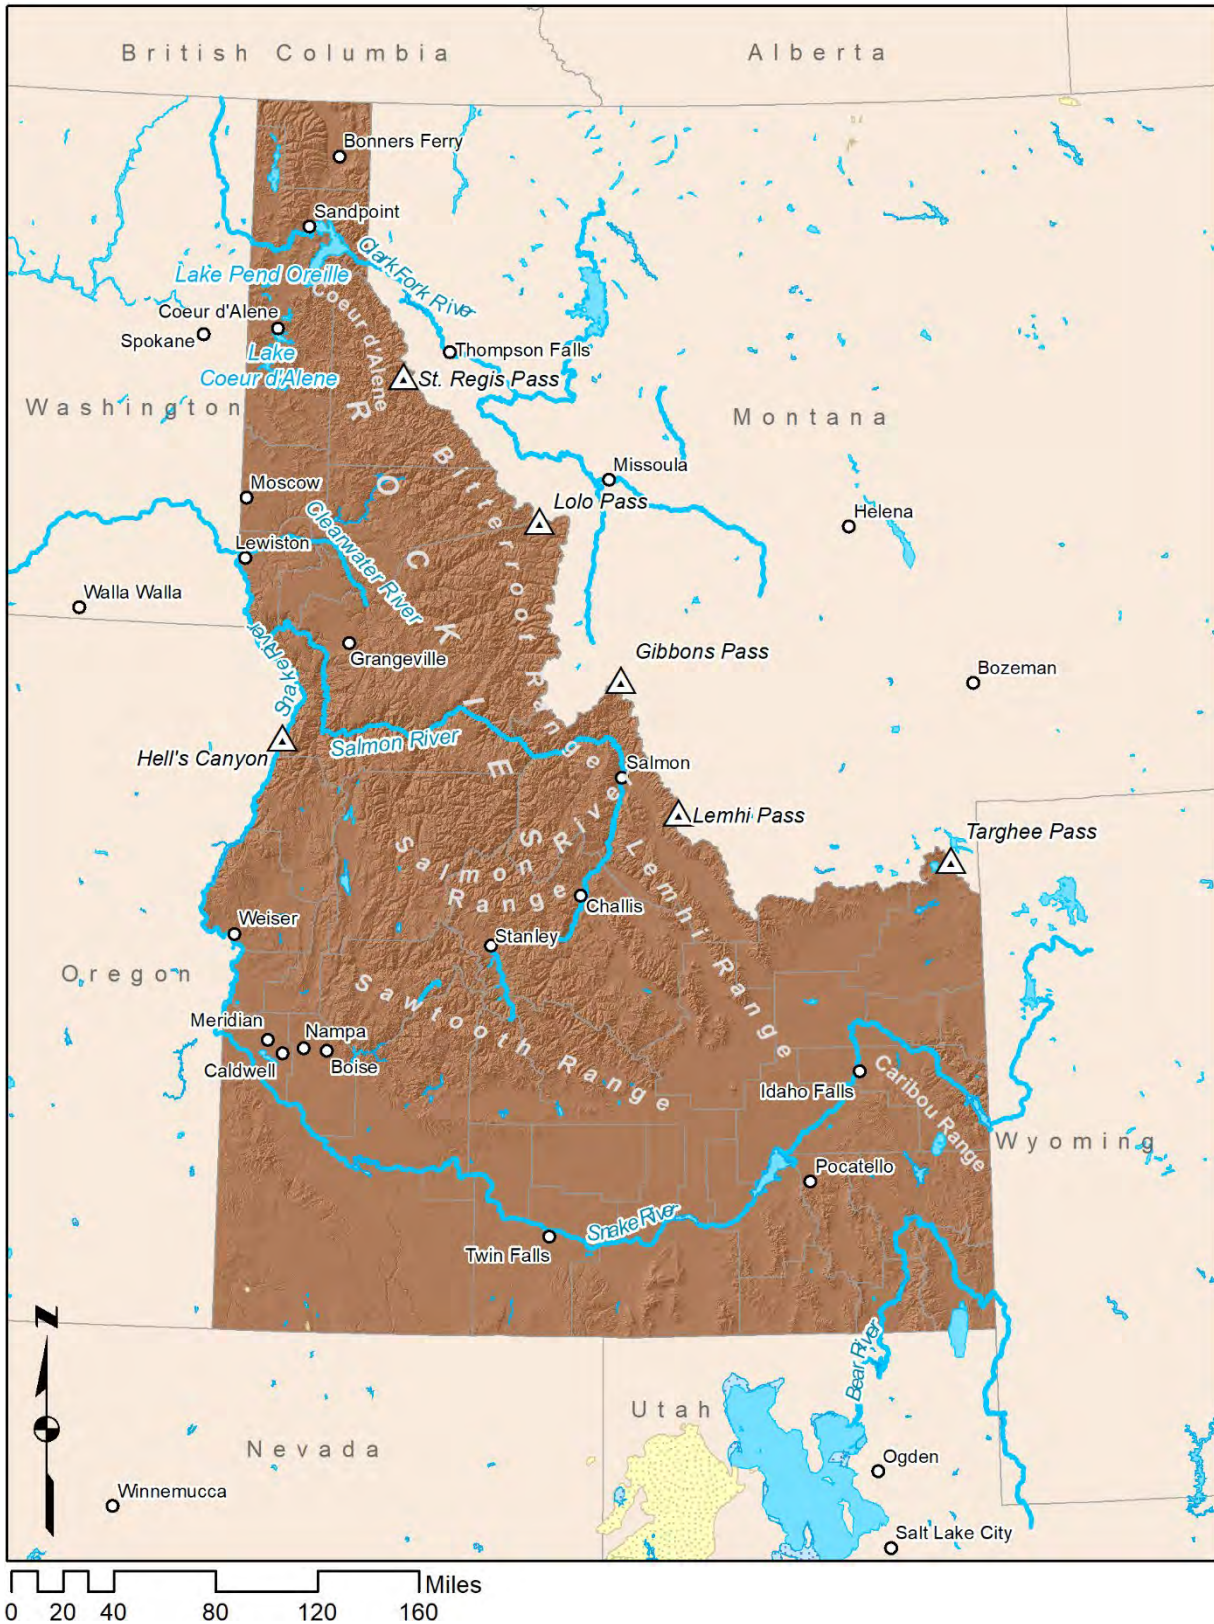 British Columbia
Alberta
Bonners Ferry
Sandpoint
Clark Fork River
Lake Pend Oreille
Coeur d'Alene
Coeur d'Alene
Spokane
Lake
Coeur d'Alene
Thompson Falls
St. Regis Pass
Washington
Montana
ROCKIES
Bitterroot Range
Missoula
Moscow
Lolo Pass
Helena
Clearwater River
Lewiston
Walla Walla
Snake River
Grangeville
Gibbons Pass
Bozeman
Salmon River
Hell's Canyon
Salmon
Lemhi Pass
Targhee Pass
Salmon River
Range
Lemhi Range
Challis
Weiser
Stanley
Oregon
Sawtooth Range
Meridian
Nampa
Caldwell
Boise
Idaho Falls
Caribou Range
Wyoming
Pocatello
Snake River
Twin Falls
Bear River
N
Utah
Nevada
Ogden
Winnemucca
Salt Lake City
Miles
0 20 40 80 120 160